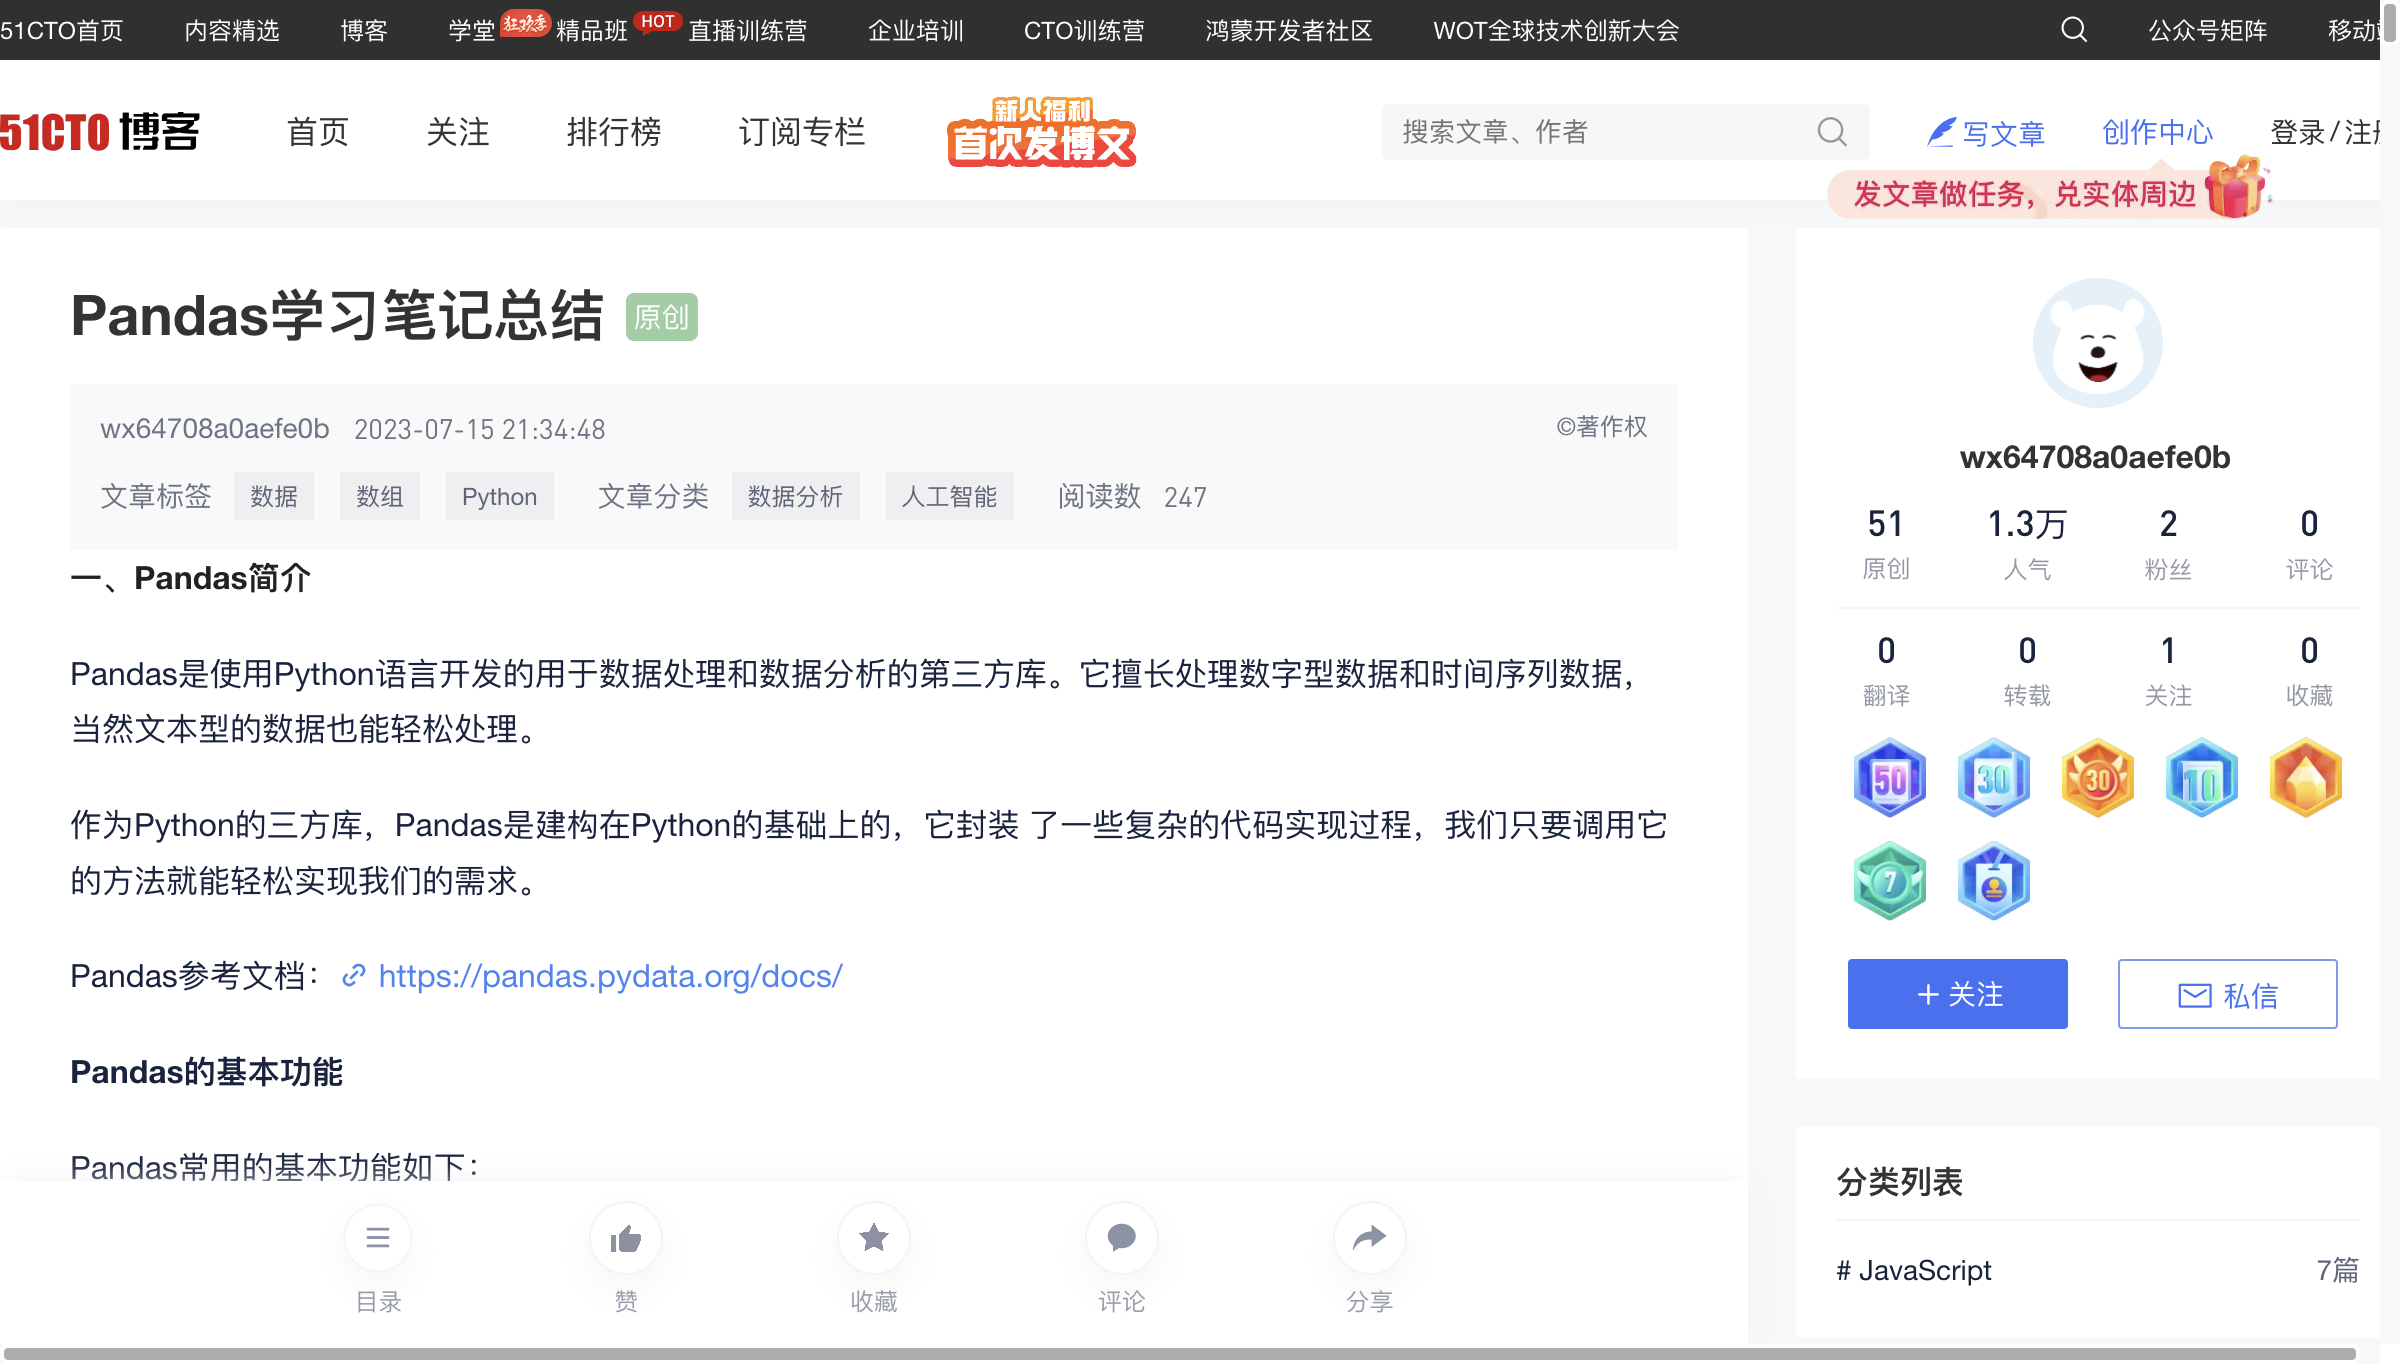 51CTO首页 内容精选 博客 学堂 狂欢季 精品班 HOT 直播训练营 企业培训 CTO训练营 鸿蒙开发者社区 WOT全球技术创新大会 公众号矩阵
51CTO 博客 首页 关注 排行榜 订阅专栏 新人福利 首次发博文 搜索文章、作者 写文章 创作中心 登录/注册
发文章做任务，兑实体周边
Pandas学习笔记总结 原创
wx64708a0aefe0b 2023-07-15 21:34:48 ©著作权
文章标签 数据 数组 Python 文章分类 数据分析 人工智能 阅读数 247
一、Pandas简介
Pandas是使用Python语言开发的用于数据处理和数据分析的第三方库。它擅长处理数字型数据和时间序列数据，
当然文本型的数据也能轻松处理。
作为Python的三方库，Pandas是建构在Python的基础上的，它封装 了一些复杂的代码实现过程，我们只要调用它
的方法就能轻松实现我们的需求。
Pandas参考文档： https://pandas.pydata.org/docs/
Pandas的基本功能
Pandas常用的基本功能如下：
目录 赞 收藏 评论 分享
wx64708a0aefe0b
51 1.3万 2 0
原创 人气 粉丝 评论
0 0 1 0
翻译 转载 关注 收藏
50 30 30 10
7
关注 私信
分类列表
# JavaScript 7篇